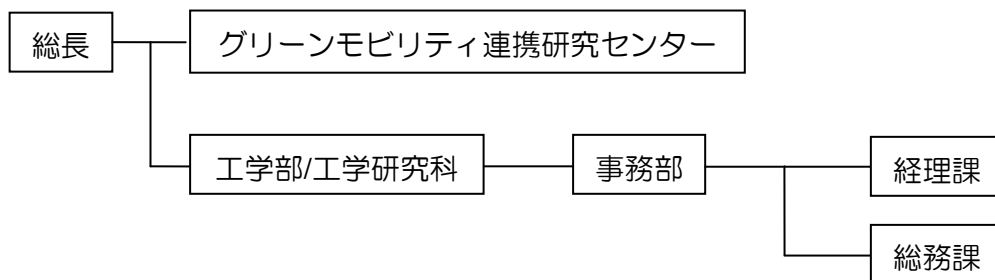 総長
グリーンモビリティ連携研究センター
工学部/工学研究科
事務部
経理課
総務課